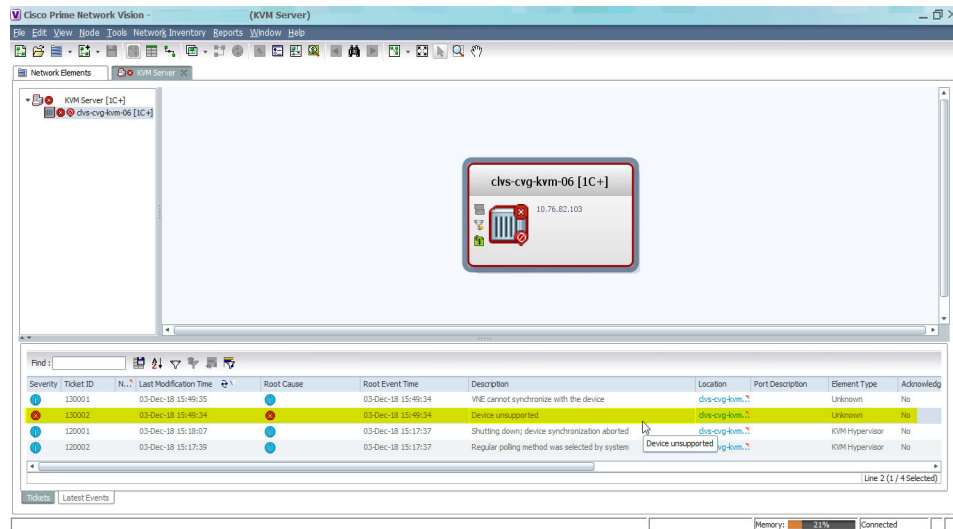 Cisco Prime Network Vision - (KVM Server)
File Edit View Node Tools Network Inventory Reports Window Help
Network Elements KVM Server
KVM Server [1C+]
clvs-cvg-kvm-06 [1C+]
clvs-cvg-kvm-06 [1C+]
10.76.82.103
Find :
Severity Ticket ID N... Last Modification Time Root Cause Root Event Time Description Location Port Description Element Type Acknowledg
130001 03-Dec-18 15:49:35 03-Dec-18 15:49:34 VNE cannot synchronize with the device clvs-cvg-kvm... Unknown No
130002 03-Dec-18 15:49:34 03-Dec-18 15:49:34 Device unsupported clvs-cvg-kvm... Unknown No
120001 03-Dec-18 15:18:07 03-Dec-18 15:17:37 Shutting down; device synchronization aborted clvs-cvg-kvm... KVM Hypervisor No
120002 03-Dec-18 15:17:39 03-Dec-18 15:17:37 Regular polling method was selected by system vg-kvm... KVM Hypervisor No
Device unsupported
Line 2 (1 / 4 Selected)
Tickets Latest Events
Memory: 21% Connected